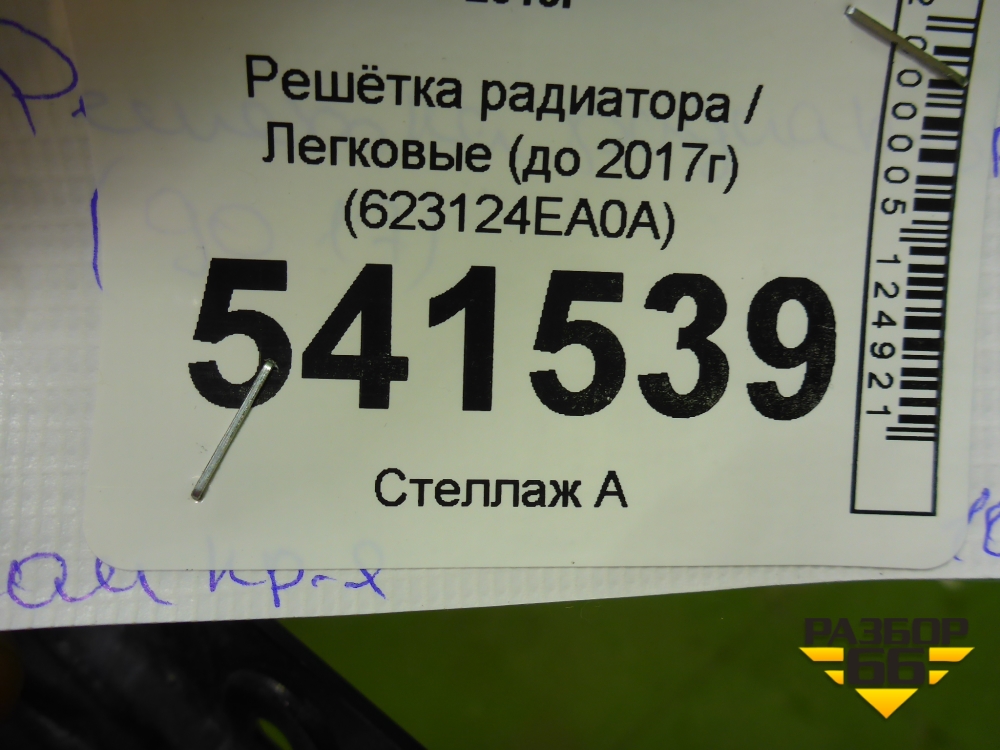 Решётка радиатора /
Легковые (до 2017г)
(623124EA0A)
541539
Стеллаж А
2000005124921
РАЗБОР
66